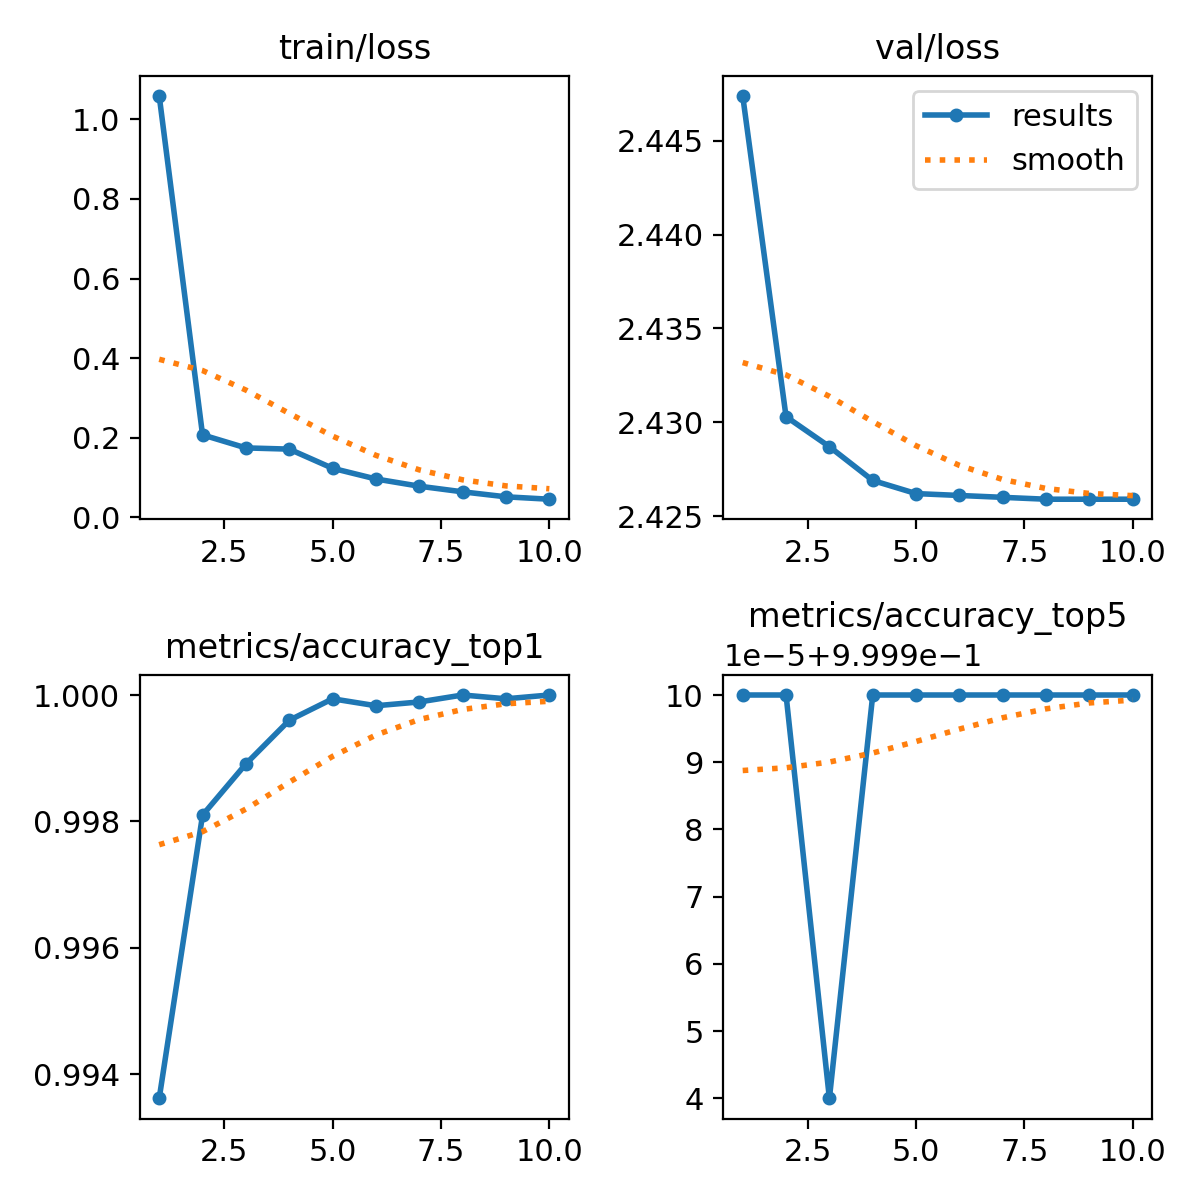 train/loss
1.0
0.8
0.6
0.4
0.2
0.0
2.5 5.0 7.5 10.0
val/loss
results
smooth
2.445
2.440
2.435
2.430
2.425
2.5 5.0 7.5 10.0
metrics/accuracy_top1
1.000
0.998
0.996
0.994
2.5 5.0 7.5 10.0
metrics/accuracy_top5
1e−5+9.999e−1
10
9
8
7
6
5
4
2.5 5.0 7.5 10.0